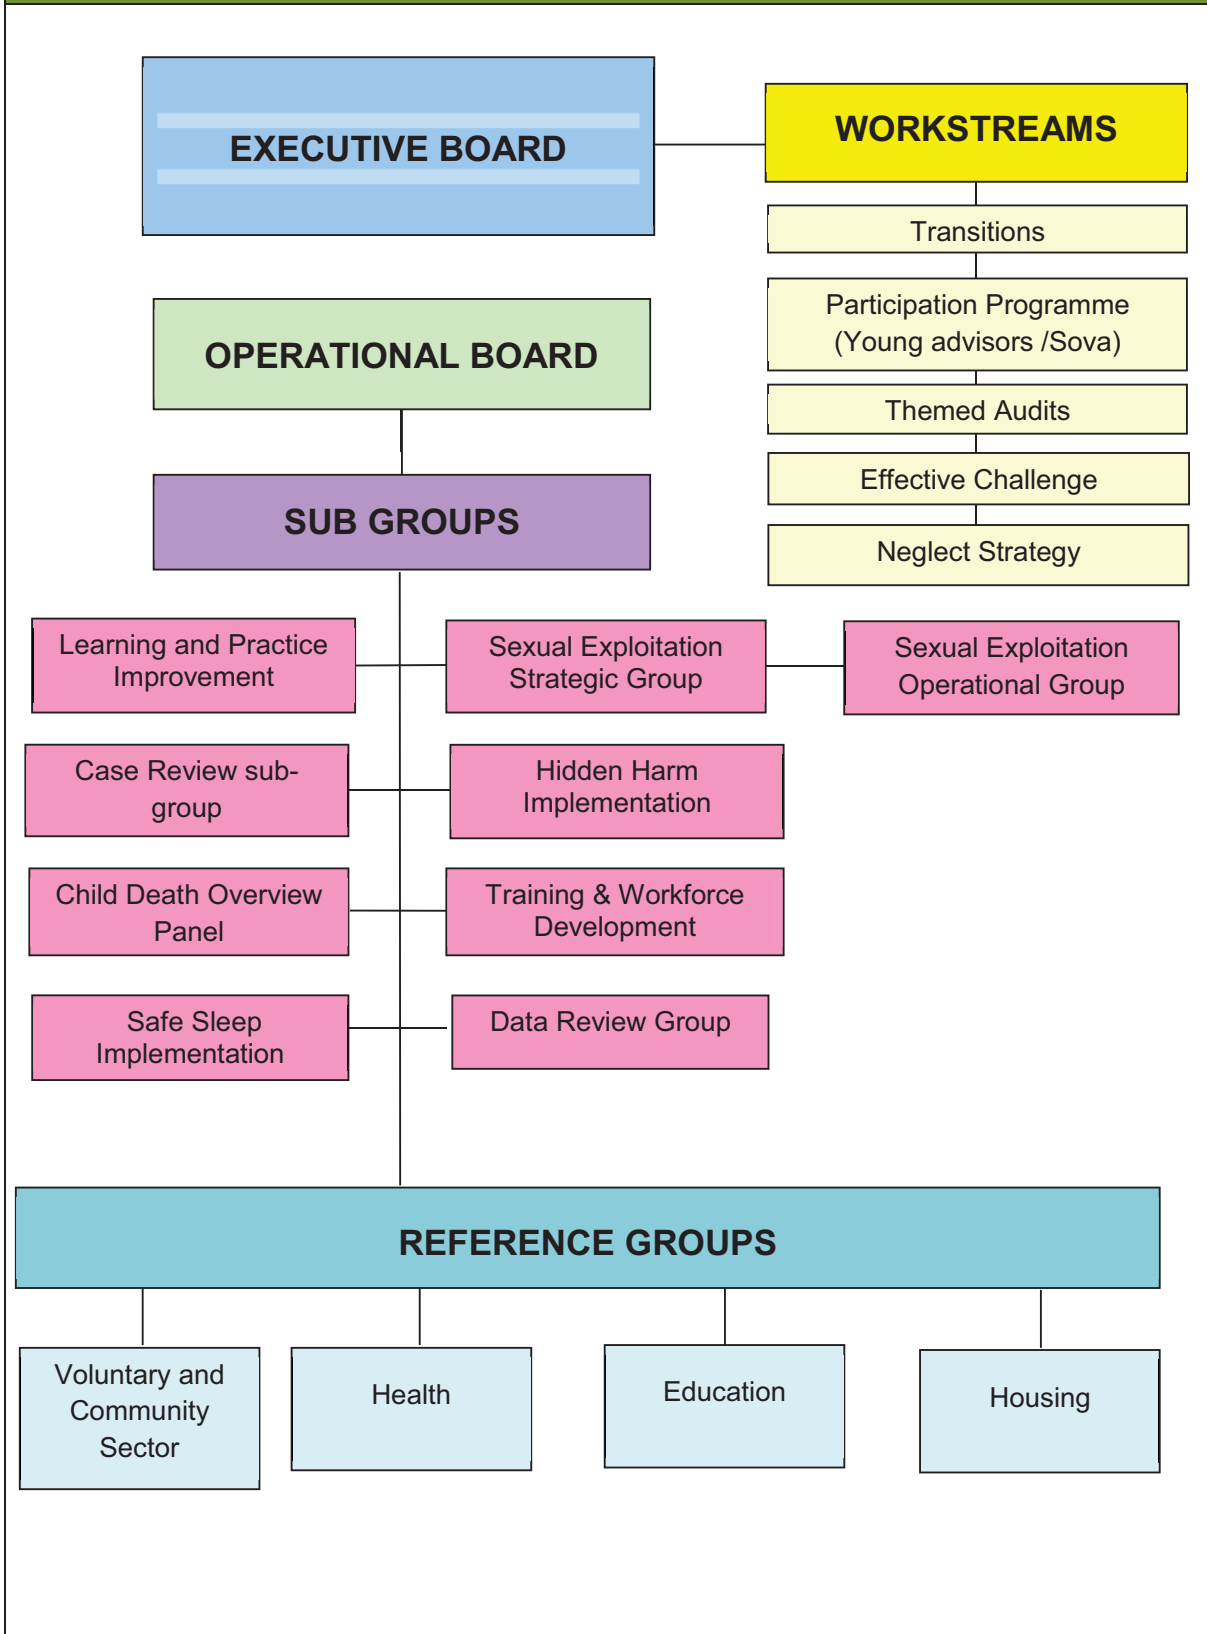 EXECUTIVE BOARD
WORKSTREAMS
Transitions
Participation Programme
(Young advisors /Sova)
Themed Audits
Effective Challenge
Neglect Strategy
OPERATIONAL BOARD
SUB GROUPS
Learning and Practice
Improvement
Sexual Exploitation
Strategic Group
Sexual Exploitation
Operational Group
Case Review sub-
group
Hidden Harm
Implementation
Child Death Overview
Panel
Training & Workforce
Development
Safe Sleep
Implementation
Data Review Group
REFERENCE GROUPS
Voluntary and
Community
Sector
Health
Education
Housing